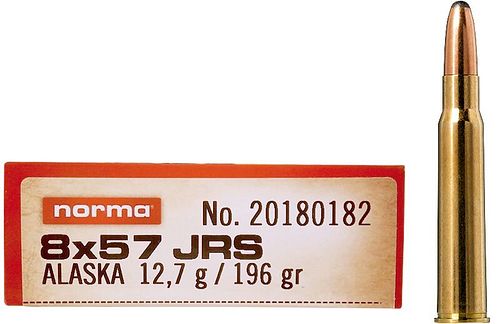 norma
No. 20180182
8x57 JRS
ALASKA 12,7 g / 196 gr